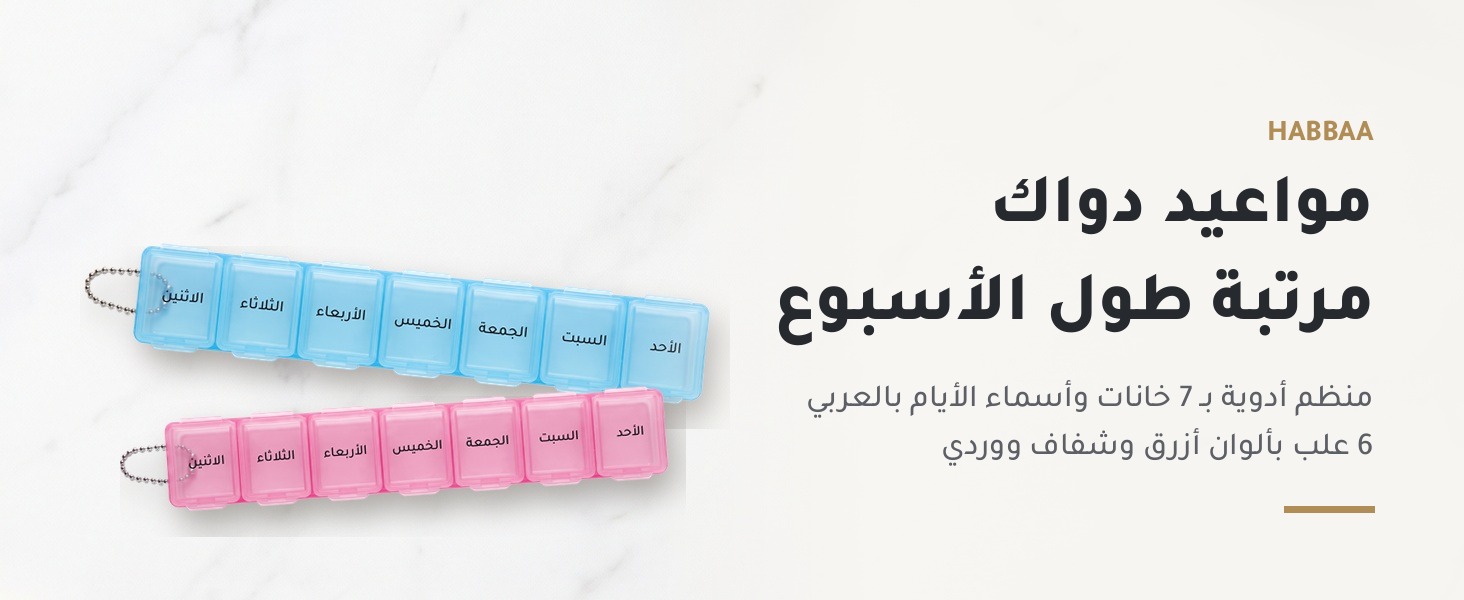 HABBAA
مواعيد دواك
مرتبة طول الأسبوع
منظم أدوية بـ 7 خانات وأسماء الأيام بالعربي
6 علب بألوان أزرق وشفاف ووردي
الأحد السبت الجمعة الخميس الأربعاء الثلاثاء الاثنين
الأحد السبت الجمعة الخميس الأربعاء الثلاثاء الاثنين